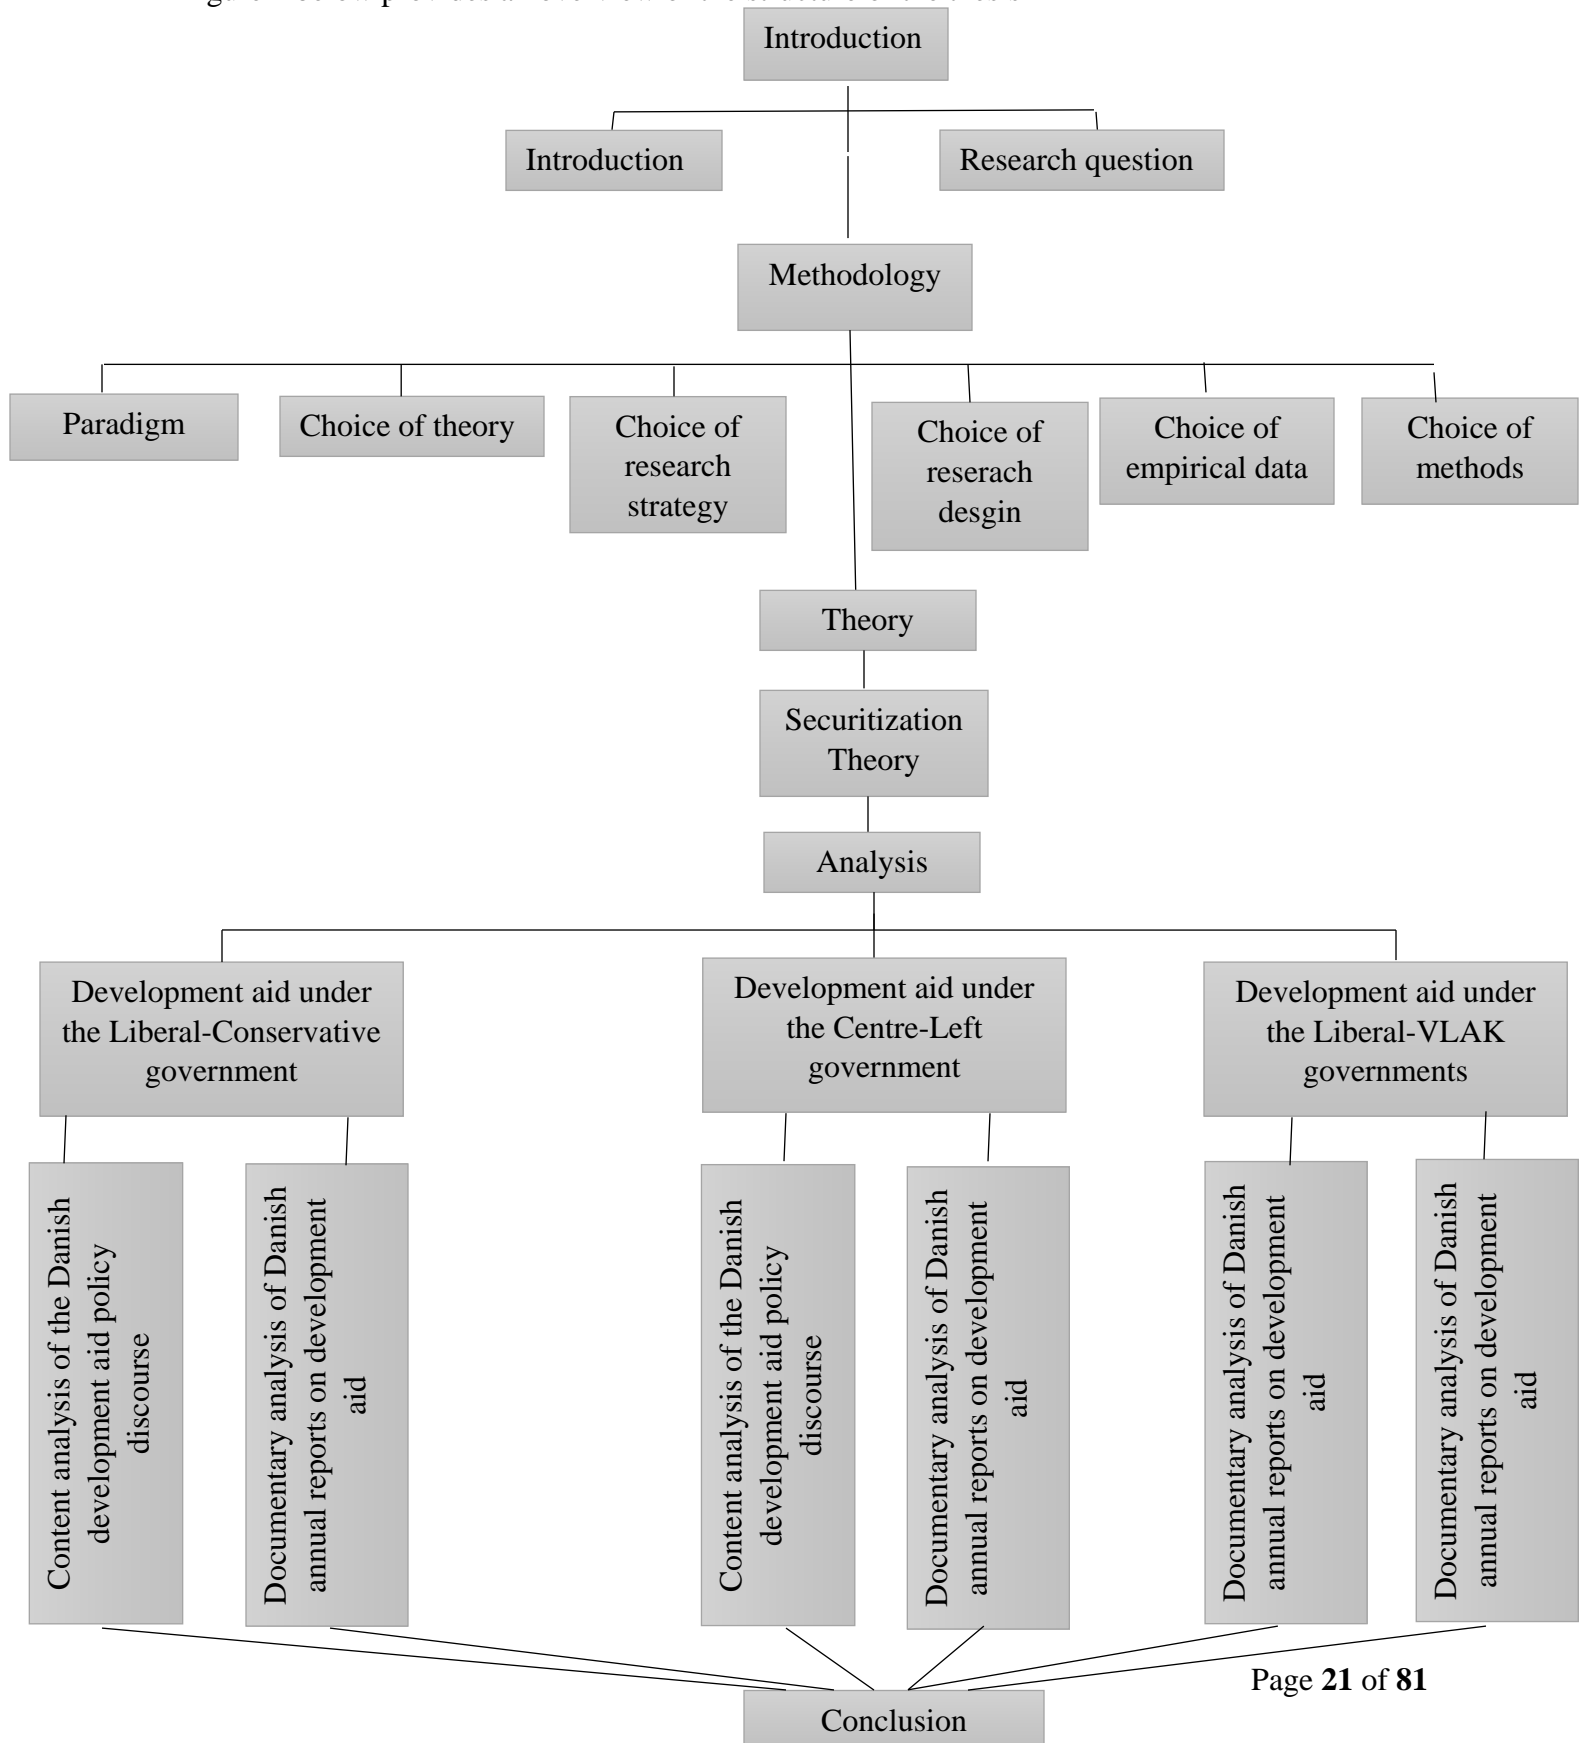 Introduction
Introduction
Research question
Methodology
Paradigm
Choice of theory
Choice of
research
strategy
Choice of
reserach
desgin
Choice of
empirical data
Choice of
methods
Theory
Securitization
Theory
Analysis
Development aid under
the Liberal-Conservative
government
Development aid under
the Centre-Left
government
Development aid under
the Liberal-VLAK
governments
Content analysis of the Danish
development aid policy
discourse
Documentary analysis of Danish
annual reports on development
aid
Content analysis of the Danish
development aid policy
discourse
Documentary analysis of Danish
annual reports on development
aid
Documentary analysis of Danish
annual reports on development
aid
Documentary analysis of Danish
annual reports on development
aid
Page 21 of 81
Conclusion